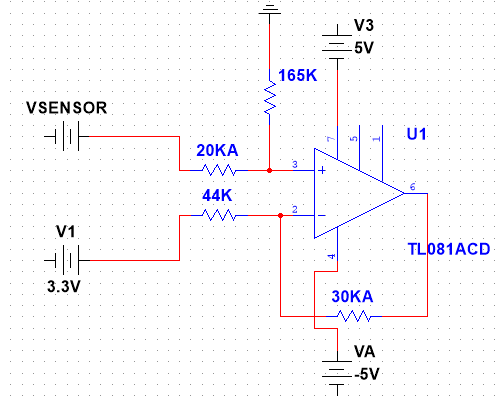 V3
5V
165K
VSENSOR
20KA
3
7
5
1
U1
44K
2
6
V1
3.3V
4
TL081ACD
30KA
VA
-5V